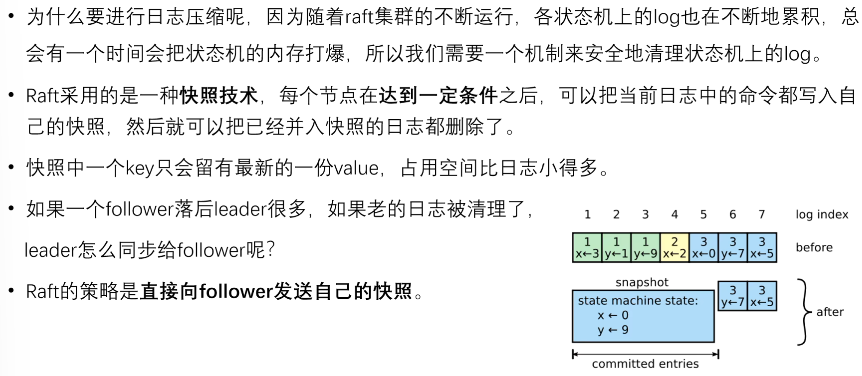 • 为什么要进行日志压缩呢，因为随着raft集群的不断运行，各状态机上的log也在不断地累积，总
会有一个时间会把状态机的内存打爆，所以我们需要一个机制来安全地清理状态机上的log。
• Raft采用的是一种快照技术，每个节点在达到一定条件之后，可以把当前日志中的命令都写入自
己的快照，然后就可以把已经并入快照的日志都删除了。
• 快照中一个key只会留有最新的一份value，占用空间比日志小得多。
• 如果一个follower落后leader很多，如果老的日志被清理了，
leader怎么同步给follower呢？
• Raft的策略是直接向follower发送自己的快照。
1 2 3 4 5 6 7 log index
1 1 1 2 3 3 3
x←3 y←1 y←9 x←2 x←0 y←7 x←5
before
snapshot
state machine state:
x ← 0
y ← 9
3 3
y←7 x←5
after
committed entries